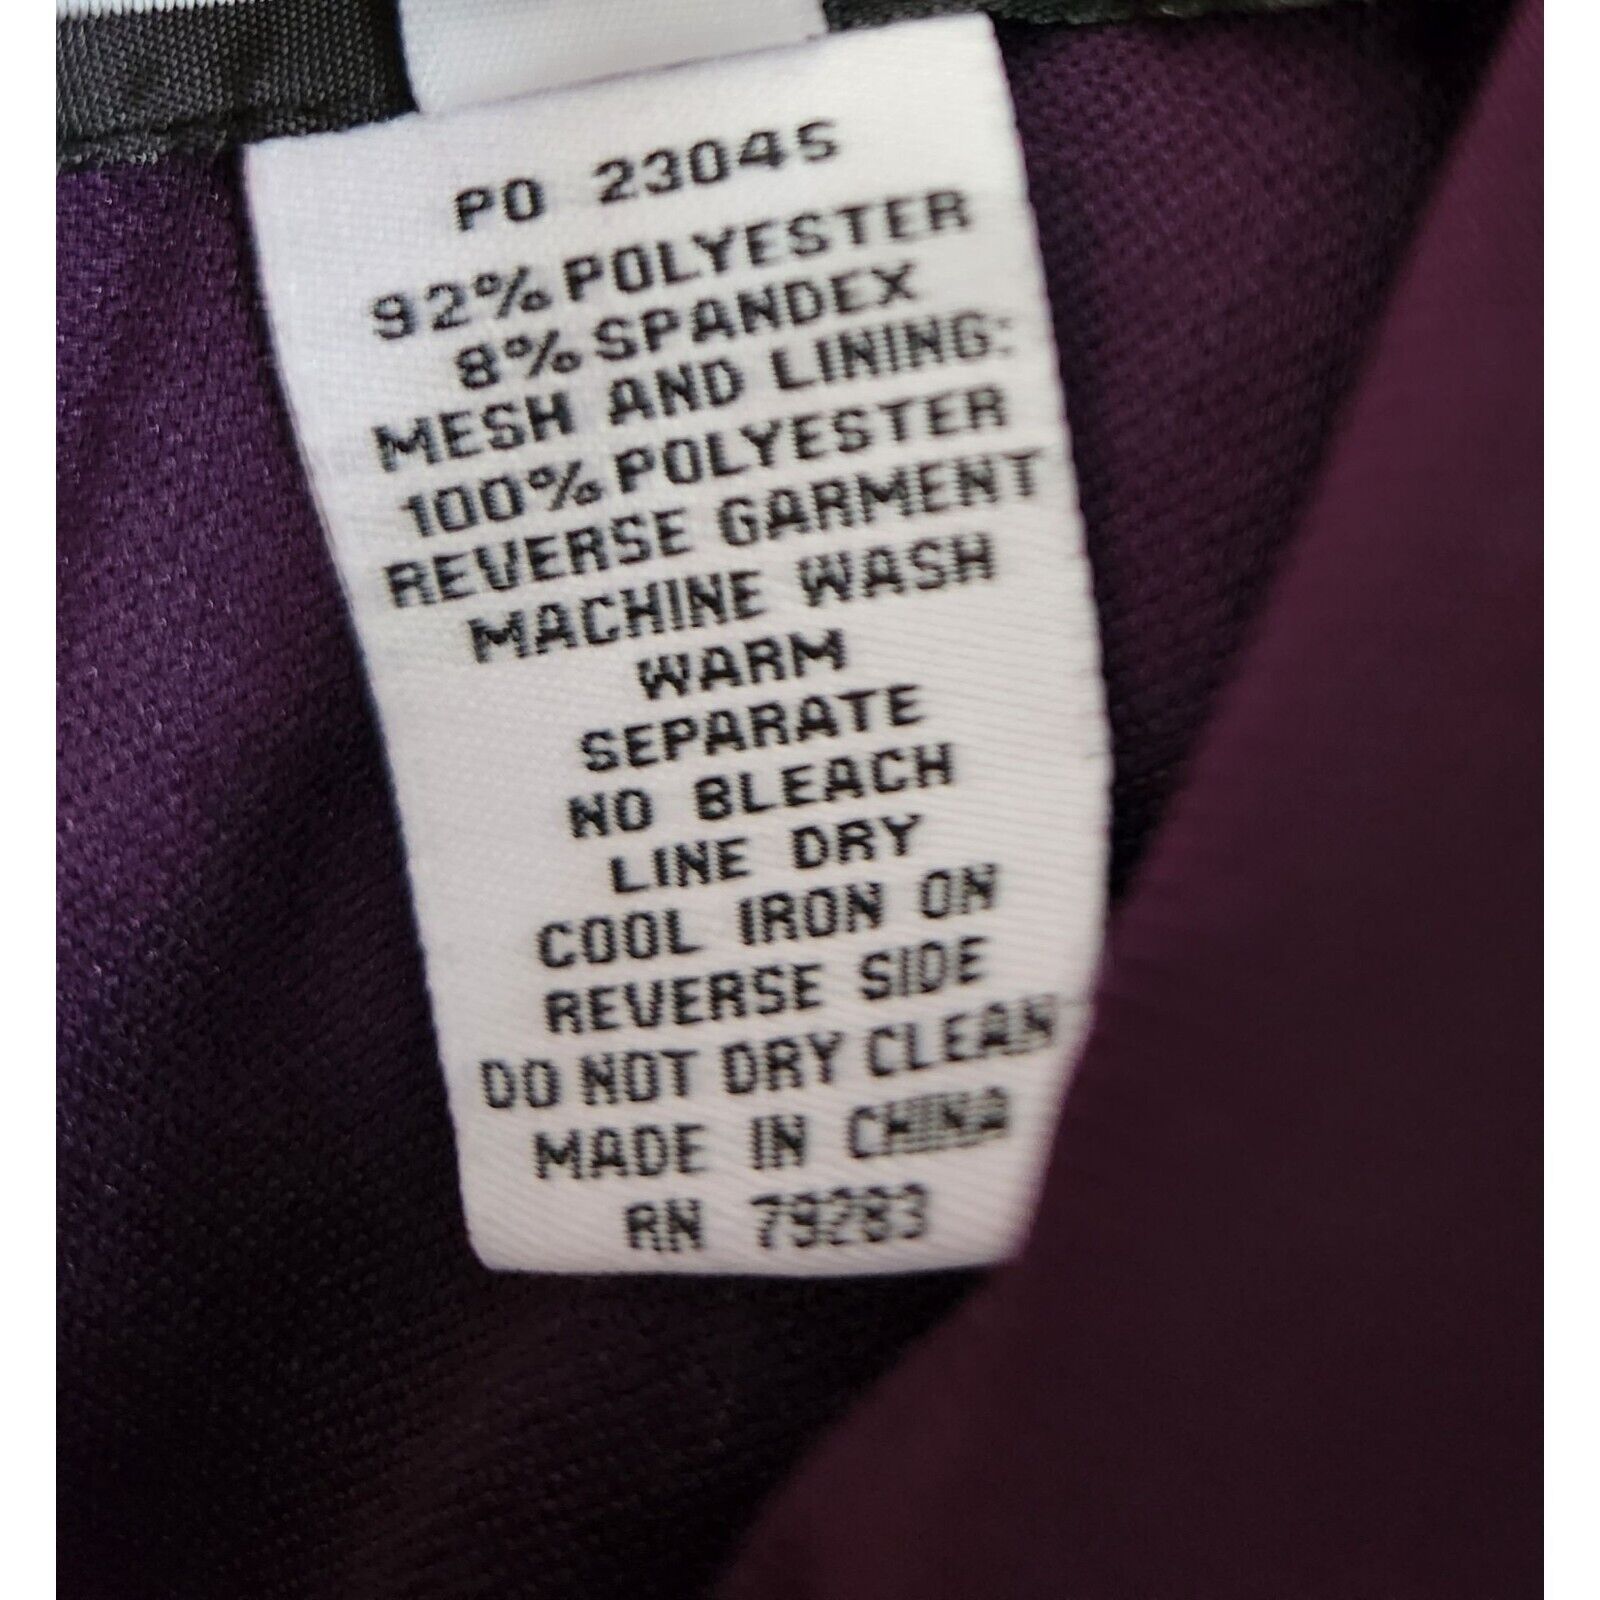 PO 23045
92% POLYESTER
8% SPANDEX
MESH AND LINING:
100% POLYESTER
REVERSE GARMENT
MACHINE WASH
WARM
SEPARATE
NO BLEACH
LINE DRY
COOL IRON ON
REVERSE SIDE
DO NOT DRY CLEAN
MADE IN CHINA
RN 79283